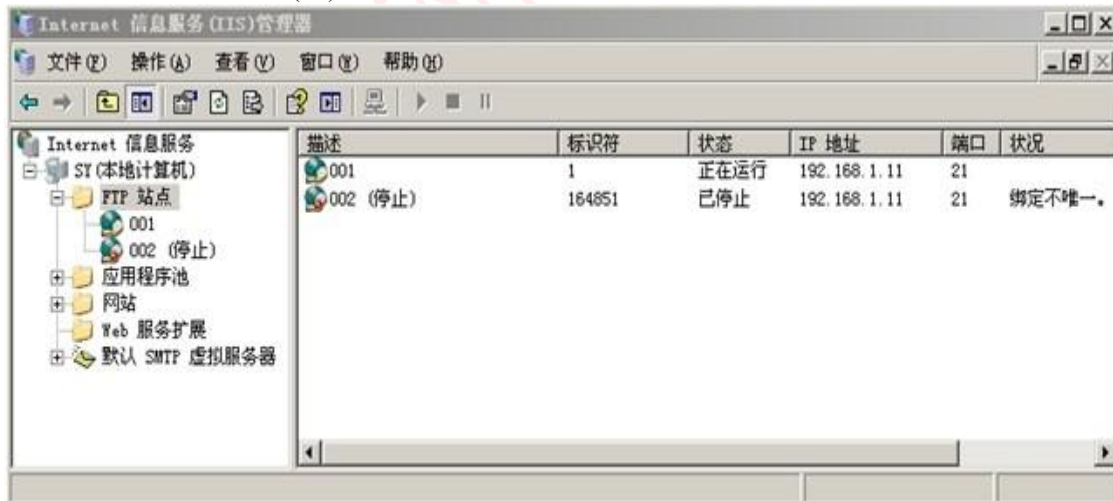 Internet 信息服务(IIS)管理器
文件(F) 操作(A) 查看(V) 窗口(W) 帮助(H)
Internet 信息服务
SY(本地计算机)
FTP 站点
001
002 (停止)
应用程序池
网站
Web 服务扩展
默认 SMTP 虚拟服务器
描述 标识符 状态 IP 地址 端口 状况
001 1 正在运行 192.168.1.11 21
002 (停止) 164851 已停止 192.168.1.11 21 绑定不唯一。